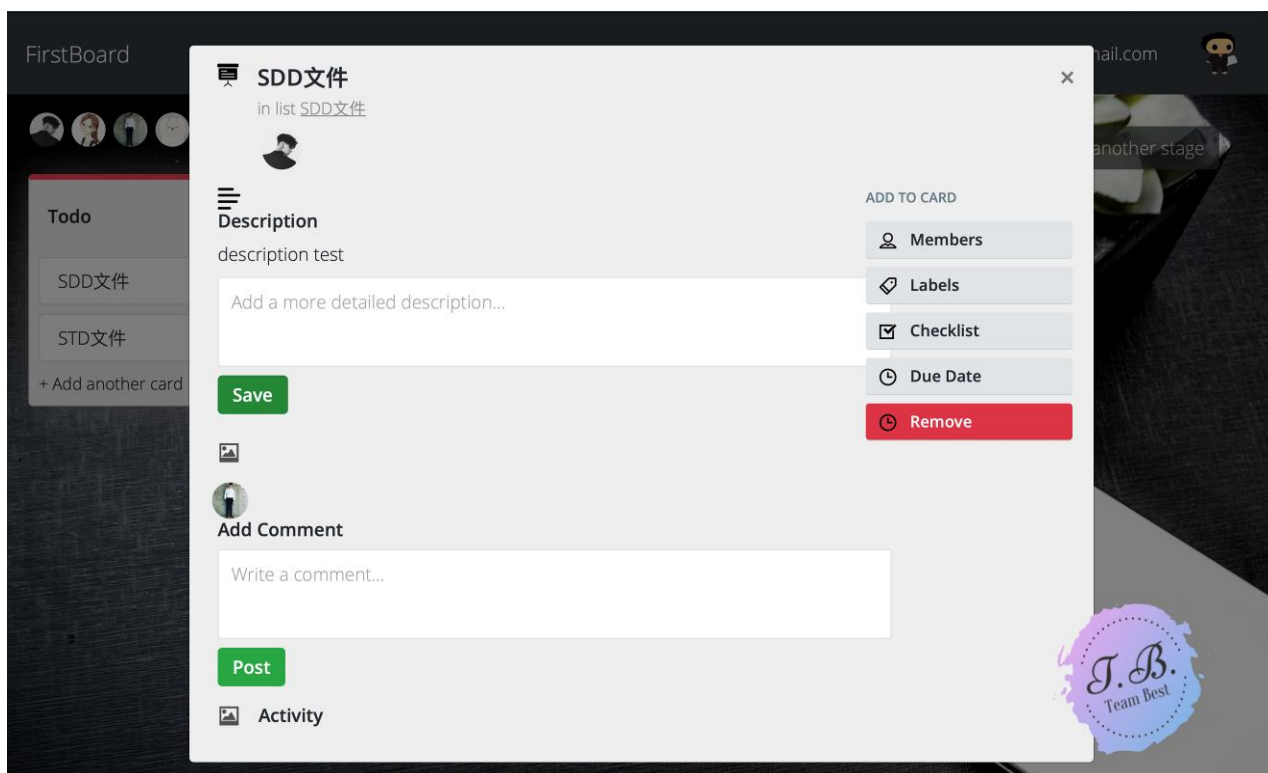 FirstBoard
ail.com
another stage
Todo
SDD文件
STD文件
+ Add another card
SDD文件
in list SDD文件
×
Description
description test
Add a more detailed description...
Save
Add Comment
Write a comment...
Post
Activity
ADD TO CARD
Members
Labels
Checklist
Due Date
Remove
T.B.
Team Best